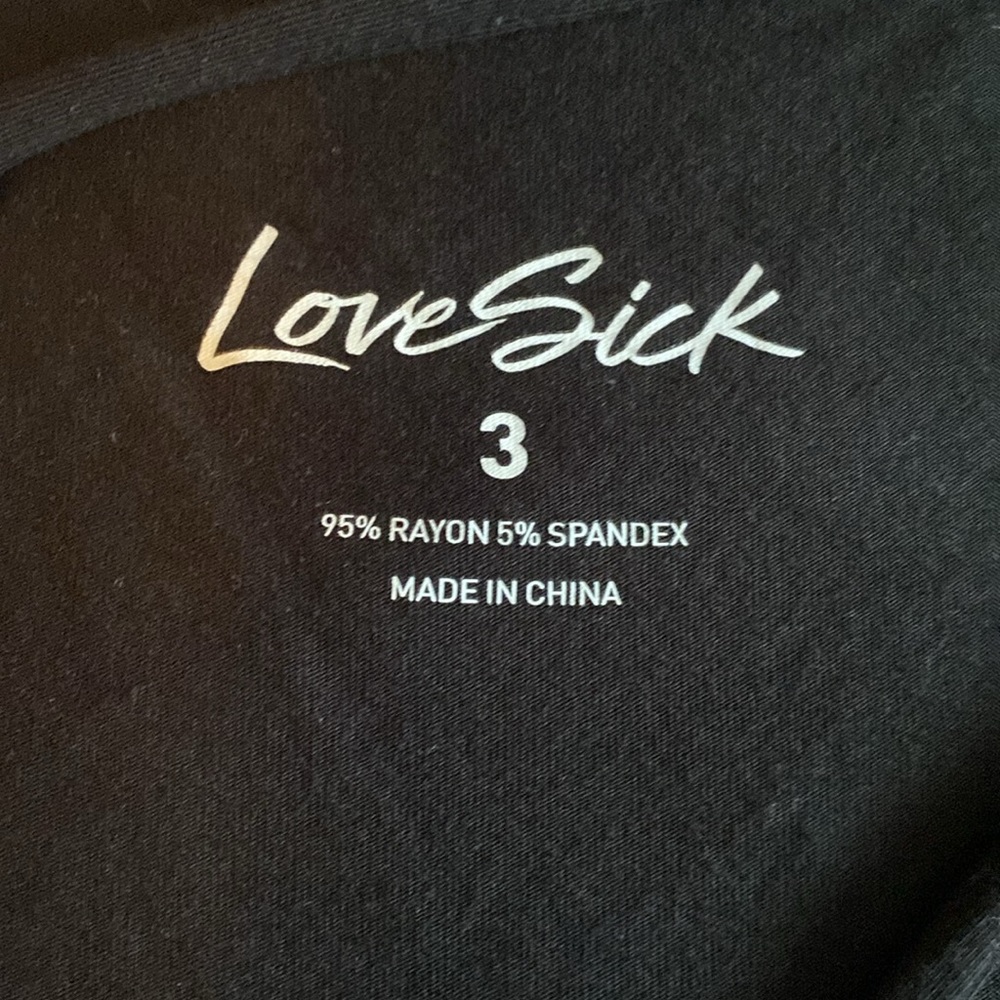 LoveSick
3
95% RAYON 5% SPANDEX
MADE IN CHINA